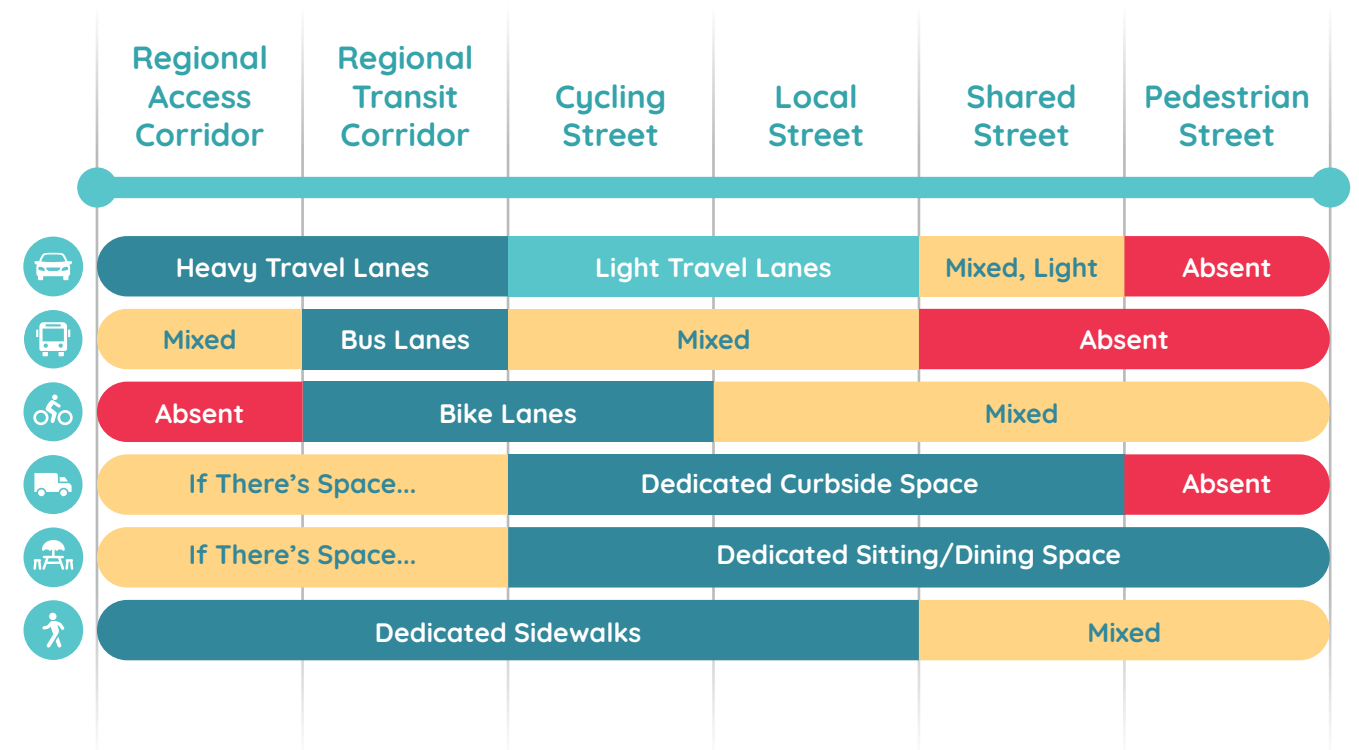 Regional
Access
Corridor
Regional
Transit
Corridor
Cycling
Street
Local
Street
Shared
Street
Pedestrian
Street
Heavy Travel Lanes
Light Travel Lanes
Mixed, Light
Absent
Mixed
Bus Lanes
Mixed
Absent
Absent
Bike Lanes
Mixed
If There’s Space...
Dedicated Curbside Space
Absent
If There’s Space...
Dedicated Sitting/Dining Space
Dedicated Sidewalks
Mixed